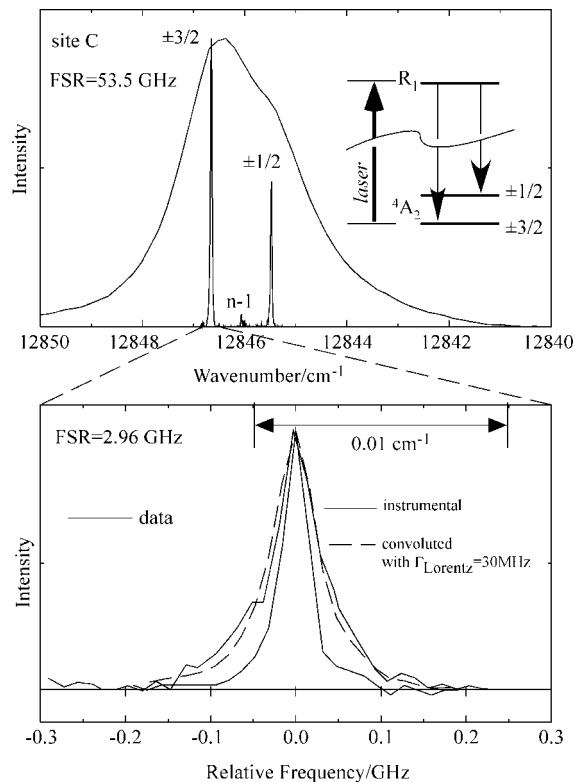 site C
±3/2
FSR=53.5 GHz
±1/2
n-1
Intensity
R1
laser
4A2
±1/2
±3/2
12850 12848 12846 12844 12842 12840
Wavenumber/cm-1
FSR=2.96 GHz
0.01 cm-1
data
instrumental
convoluted
with ΓLorentz=30MHz
Intensity
-0.3 -0.2 -0.1 0.0 0.1 0.2 0.3
Relative Frequency/GHz